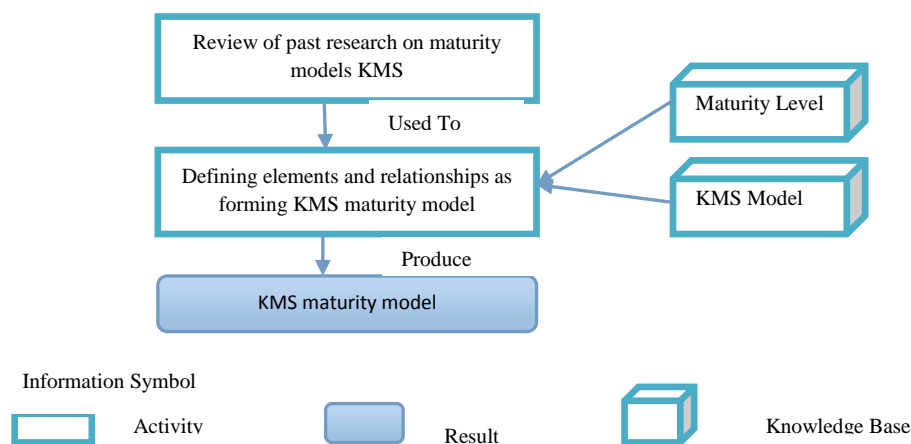 Review of past research on maturity
models KMS
Maturity Level
Used To
Defining elements and relationships as
forming KMS maturity model
KMS Model
Produce
KMS maturity model
Information Symbol
Activity
Result
Knowledge Base